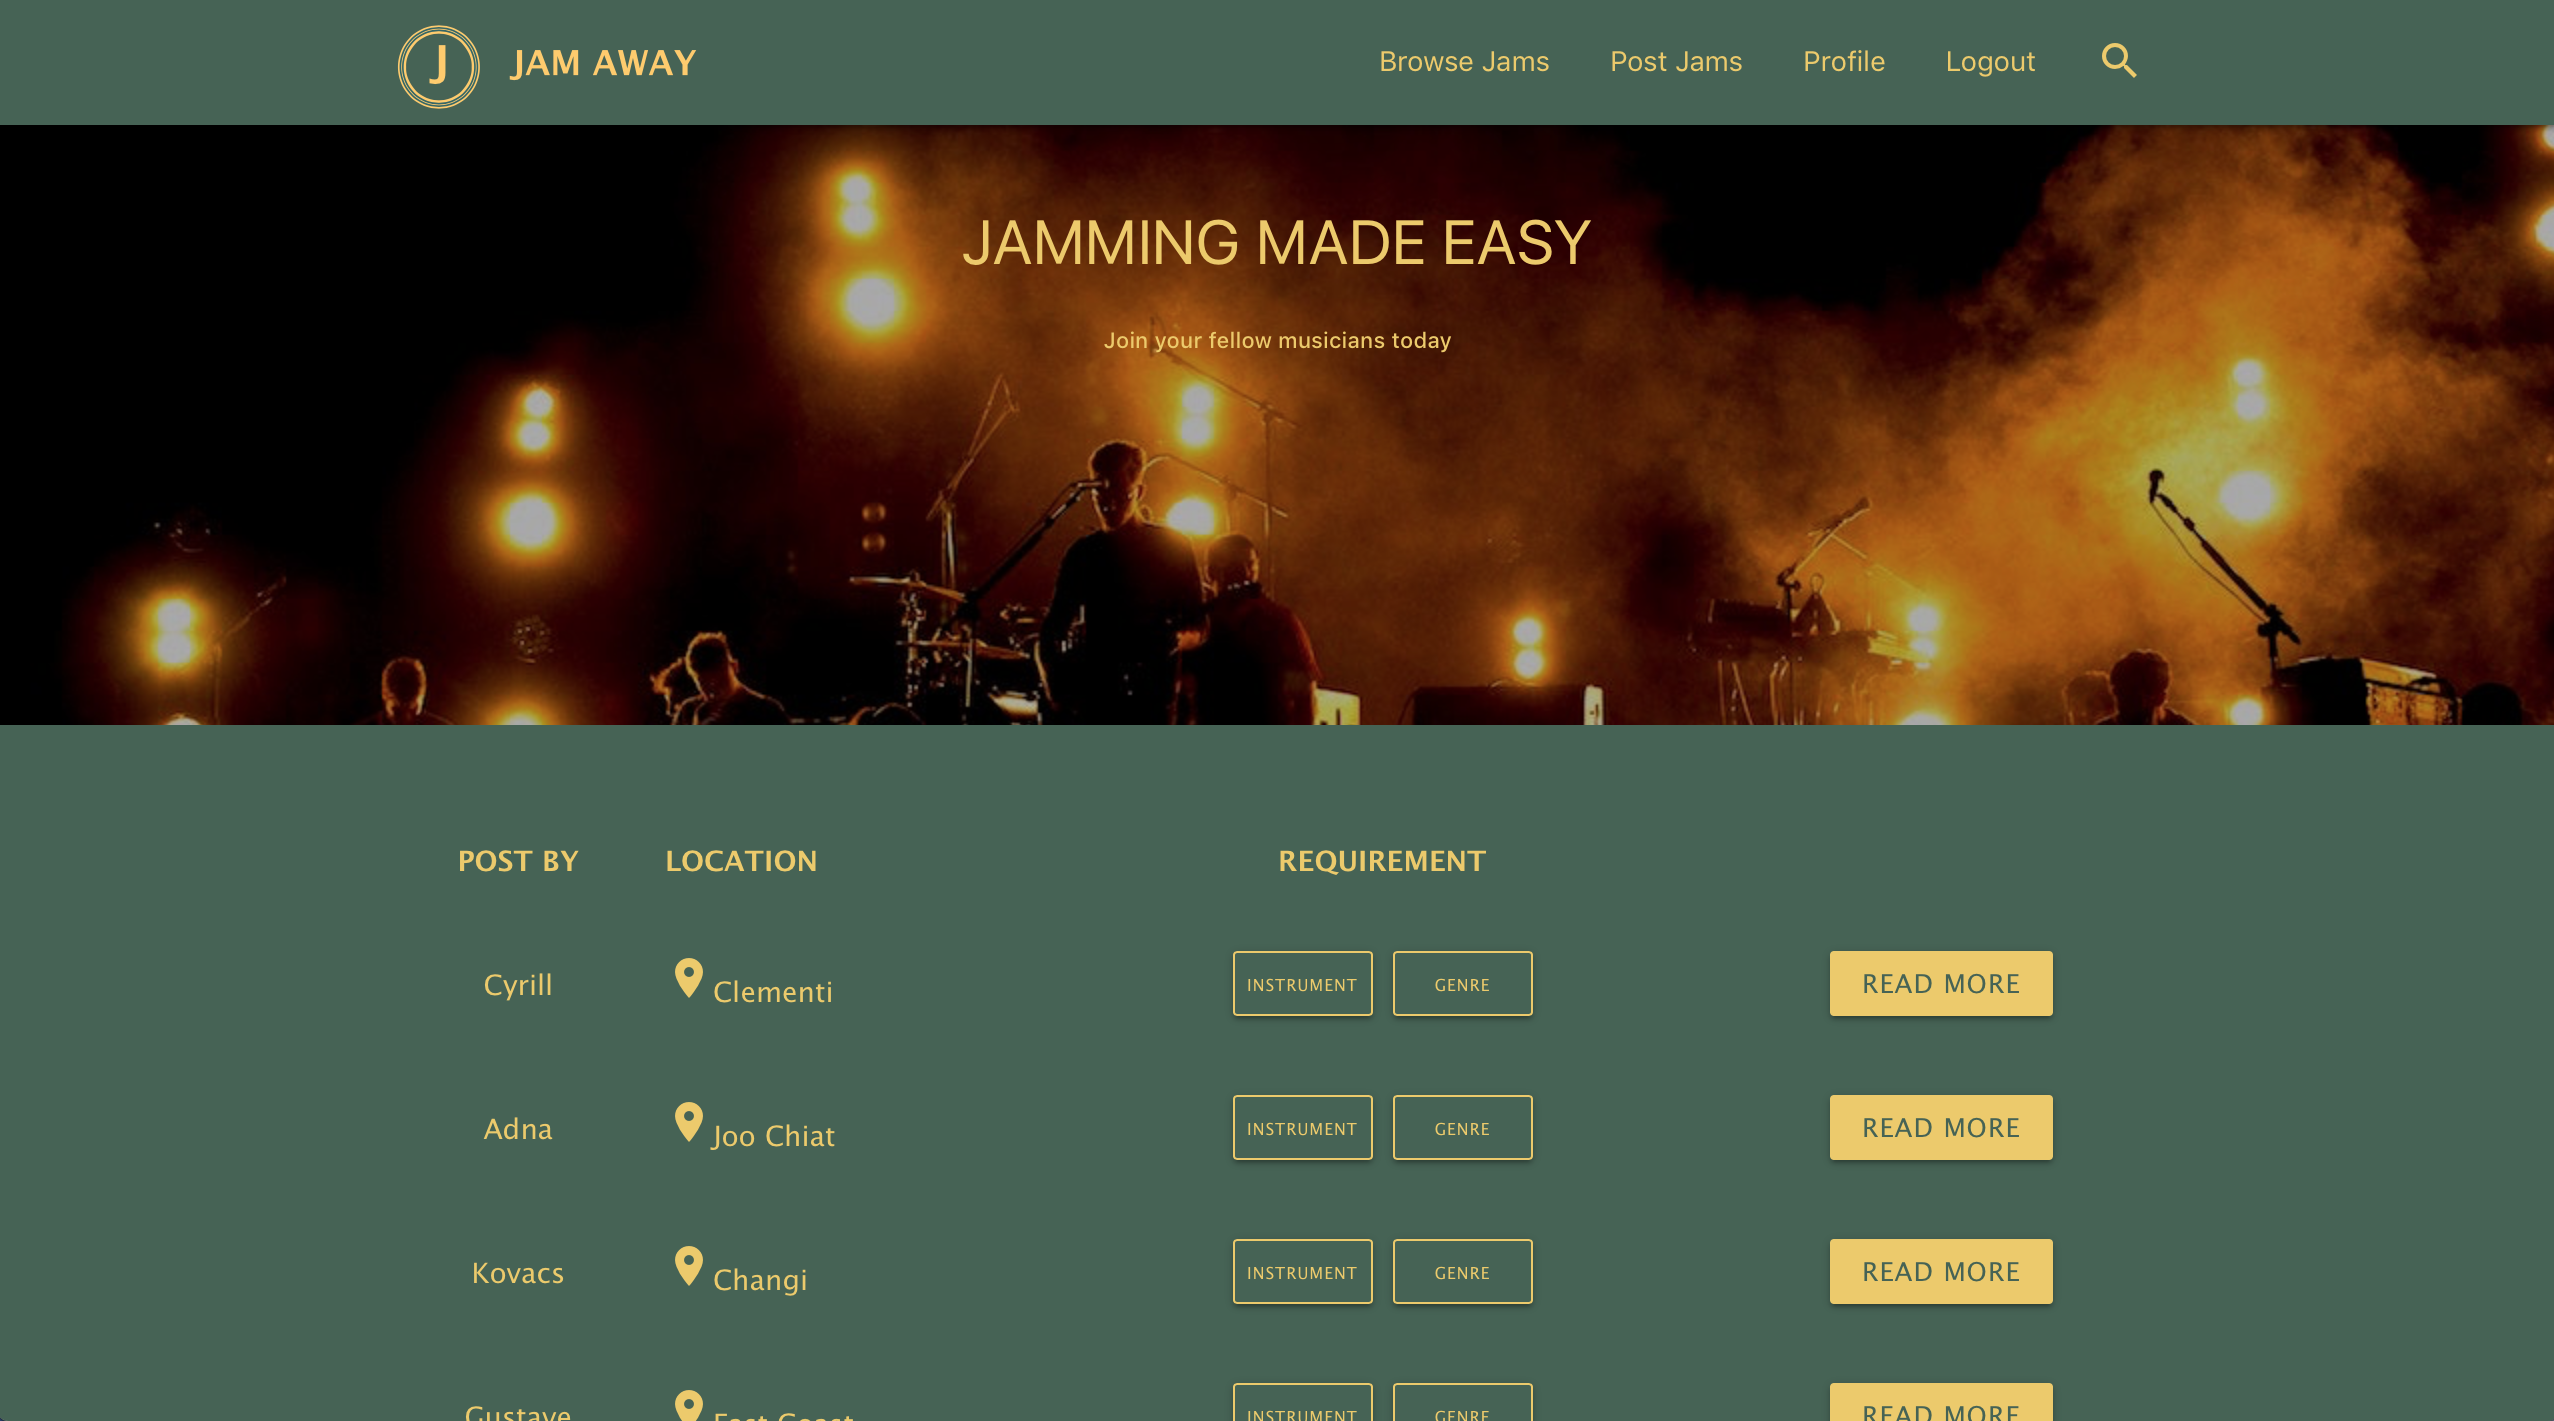 J JAM AWAY Browse Jams Post Jams Profile Logout
JAMMING MADE EASY
Join your fellow musicians today
POST BY LOCATION REQUIREMENT
Cyrill Clementi INSTRUMENT GENRE READ MORE
Adna Joo Chiat INSTRUMENT GENRE READ MORE
Kovacs Changi INSTRUMENT GENRE READ MORE
Gustave East Coast INSTRUMENT GENRE READ MORE